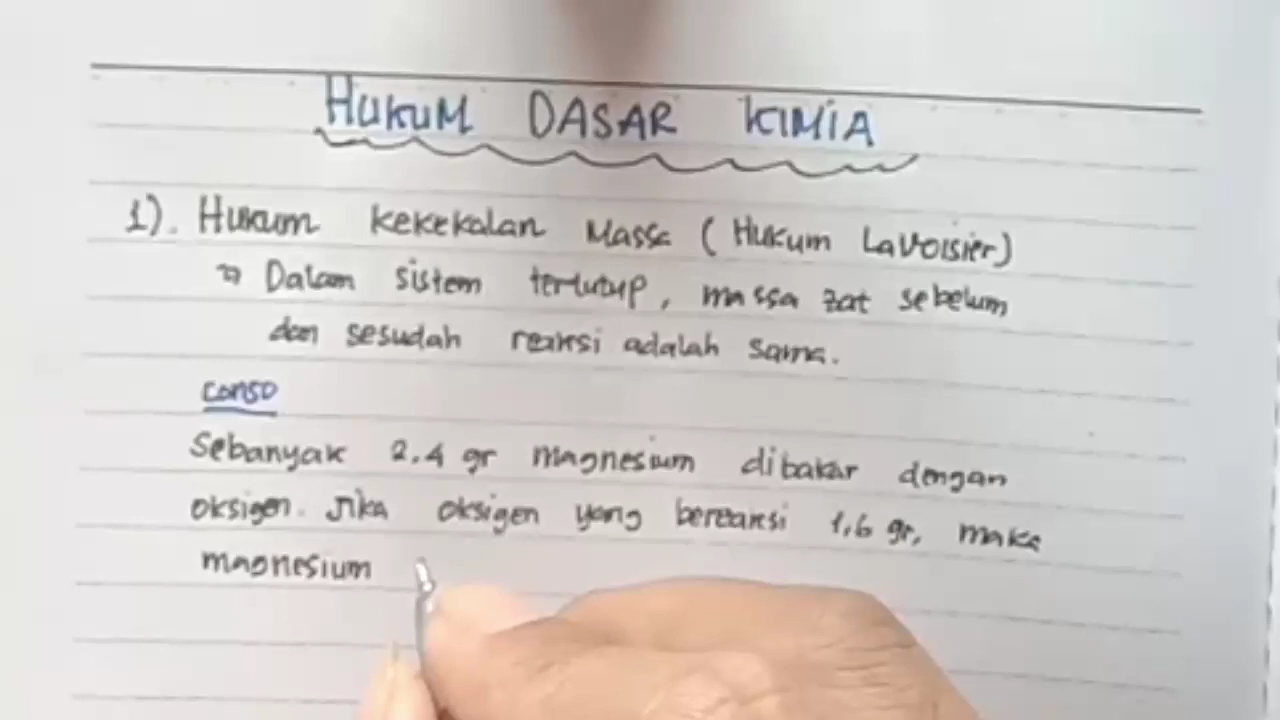 HUKUM DASAR KIMIA
1). Hukum kekekalan Massa (Hukum Lavoisier)
⇒ Dalam sistem tertutup, massa zat sebelum
dan sesudah reaksi adalah sama.
conso
Sebanyak 2.4 gr magnesium dibakar dengan
oksigen. Jika oksigen yang bereaksi 1,6 gr, maka
magnesium